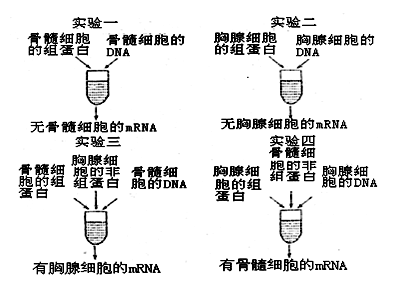 实验一
骨髓细胞的组蛋白
骨髓细胞的DNA
无骨髓细胞的mRNA
实验二
胸腺细胞的组蛋白
胸腺细胞的DNA
无胸腺细胞的mRNA
实验三
骨髓细胞的组蛋白
胸腺细胞的非组蛋白
骨髓细胞的DNA
有胸腺细胞的mRNA
实验四
胸腺细胞的组蛋白
骨髓细胞的非组蛋白
胸腺细胞的DNA
有骨髓细胞的mRNA